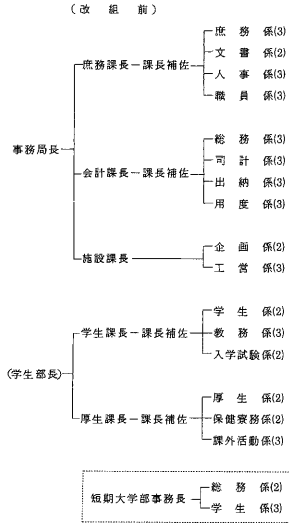 (改組前)
庶務係(3)
文書係(2)
人事係(3)
職員係(3)
庶務課長-課長補佐
事務局長
総務係(3)
司計係(3)
出納係(3)
用度係(3)
会計課長-課長補佐
企画係(2)
工営係(3)
施設課長
学生係(2)
教務係(3)
入学試験係(2)
学生課長-課長補佐
(学生部長)
厚生係(2)
保健寮務係(2)
課外活動係(3)
厚生課長-課長補佐
総務係(2)
学生係(3)
短期大学部事務長